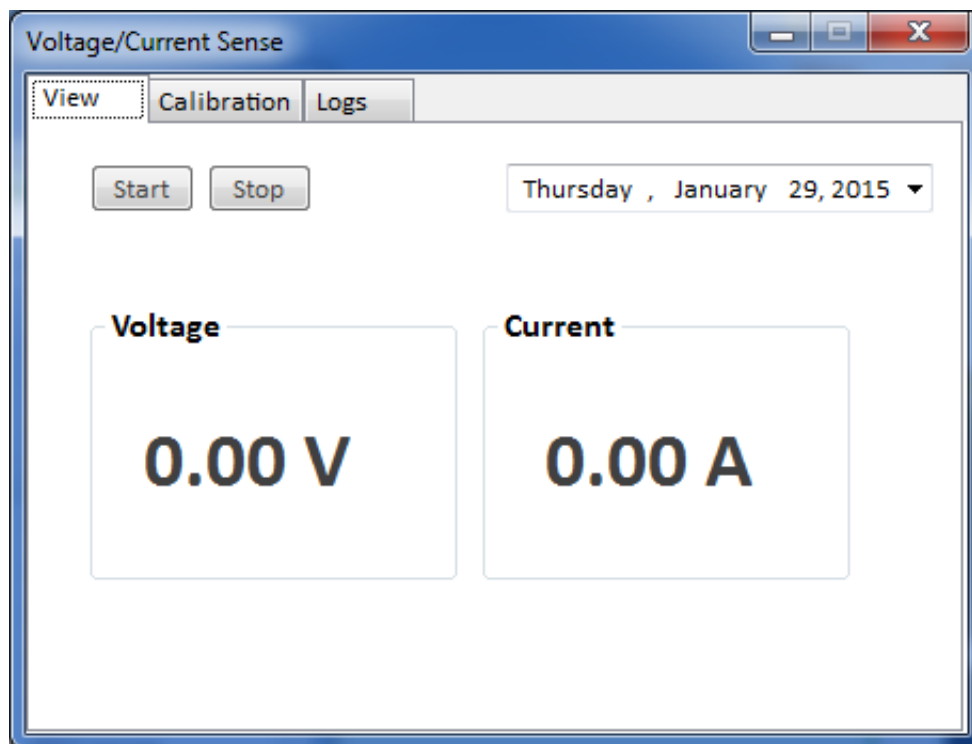 Voltage/Current Sense
View Calibration Logs
Start Stop Thursday , January 29, 2015
Voltage Current
0.00 V 0.00 A